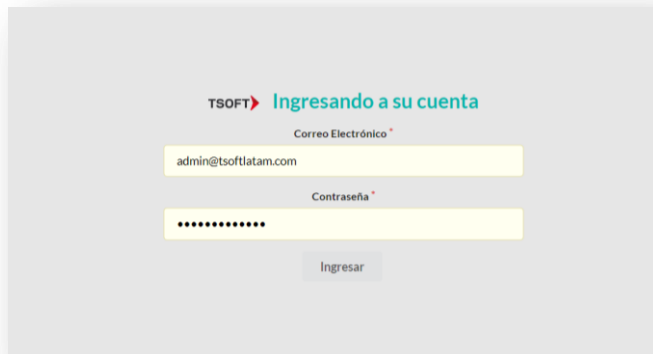 TSOFT Ingresando a su cuenta
Correo Electrónico *
admin@tsoftlatam.com
Contraseña *
•••••••••••••
Ingresar